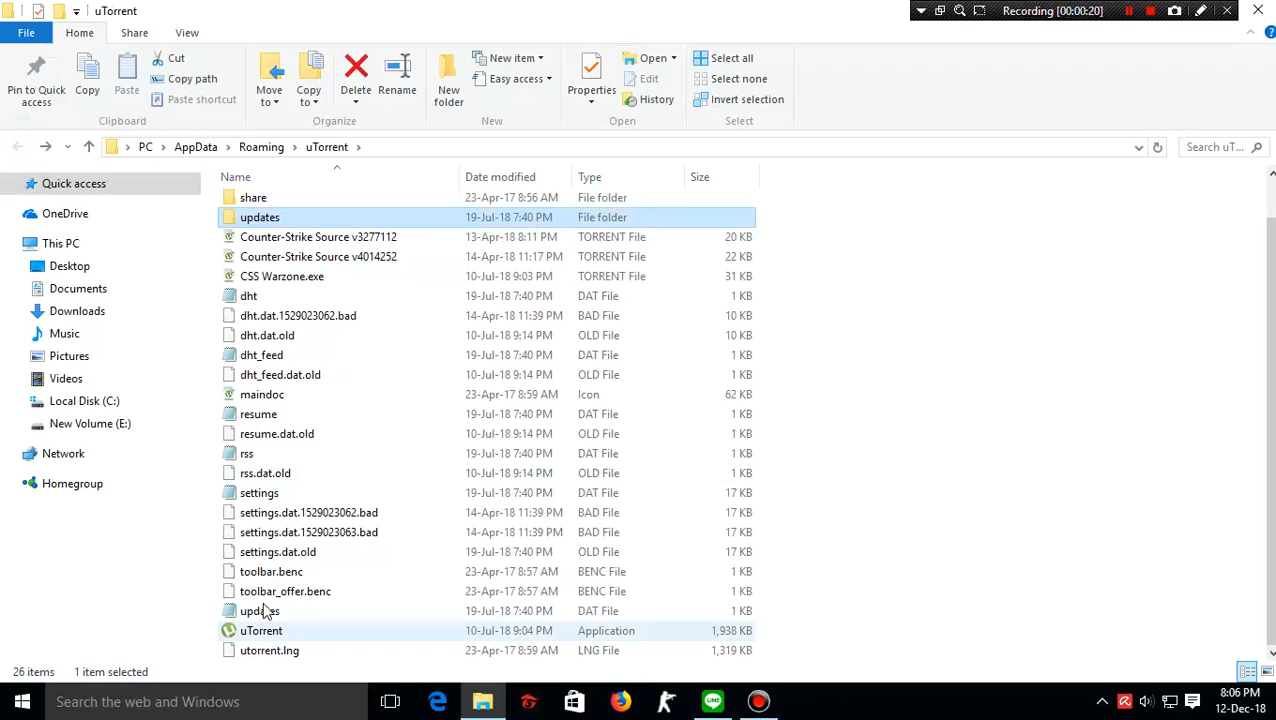 uTorrent
Recording [00:00:20]
File
Home
Share
View
Pin to Quick access
Copy
Paste
Cut
Copy path
Paste shortcut
Clipboard
Move to
Copy to
Delete
Rename
Organize
New folder
New item
Easy access
New
Properties
Open
Edit
History
Open
Select all
Select none
Invert selection
Select
PC > AppData > Roaming > uTorrent >
Search uT...
Name Date modified Type Size
Quick access
OneDrive
This PC
Desktop
Documents
Downloads
Music
Pictures
Videos
Local Disk (C:)
New Volume (E:)
Network
Homegroup
share 23-Apr-17 8:56 AM File folder
updates 19-Jul-18 7:40 PM File folder
Counter-Strike Source v3277112 13-Apr-18 8:11 PM TORRENT File 20 KB
Counter-Strike Source v4014252 14-Apr-18 11:17 PM TORRENT File 22 KB
CSS Warzone.exe 10-Jul-18 9:03 PM TORRENT File 31 KB
dht 19-Jul-18 7:40 PM DAT File 1 KB
dht.dat.1529023062.bad 14-Apr-18 11:39 PM BAD File 10 KB
dht.dat.old 10-Jul-18 9:14 PM OLD File 10 KB
dht_feed 19-Jul-18 7:40 PM DAT File 1 KB
dht_feed.dat.old 10-Jul-18 9:14 PM OLD File 1 KB
maindoc 23-Apr-17 8:59 AM Icon 62 KB
resume 19-Jul-18 7:40 PM DAT File 1 KB
resume.dat.old 10-Jul-18 9:14 PM OLD File 1 KB
rss 19-Jul-18 7:40 PM DAT File 1 KB
rss.dat.old 10-Jul-18 9:14 PM OLD File 1 KB
settings 19-Jul-18 7:40 PM DAT File 17 KB
settings.dat.1529023062.bad 14-Apr-18 11:39 PM BAD File 17 KB
settings.dat.1529023063.bad 14-Apr-18 11:39 PM BAD File 17 KB
settings.dat.old 19-Jul-18 7:40 PM OLD File 17 KB
toolbar.benc 23-Apr-17 8:57 AM BENC File 1 KB
toolbar_offer.benc 23-Apr-17 8:57 AM BENC File 1 KB
updates 19-Jul-18 7:40 PM DAT File 1 KB
uTorrent 10-Jul-18 9:04 PM Application 1,938 KB
utorrent.lng 23-Apr-17 8:59 AM LNG File 1,319 KB
26 items 1 item selected
Search the web and Windows
LINE
8:06 PM
12-Dec-18